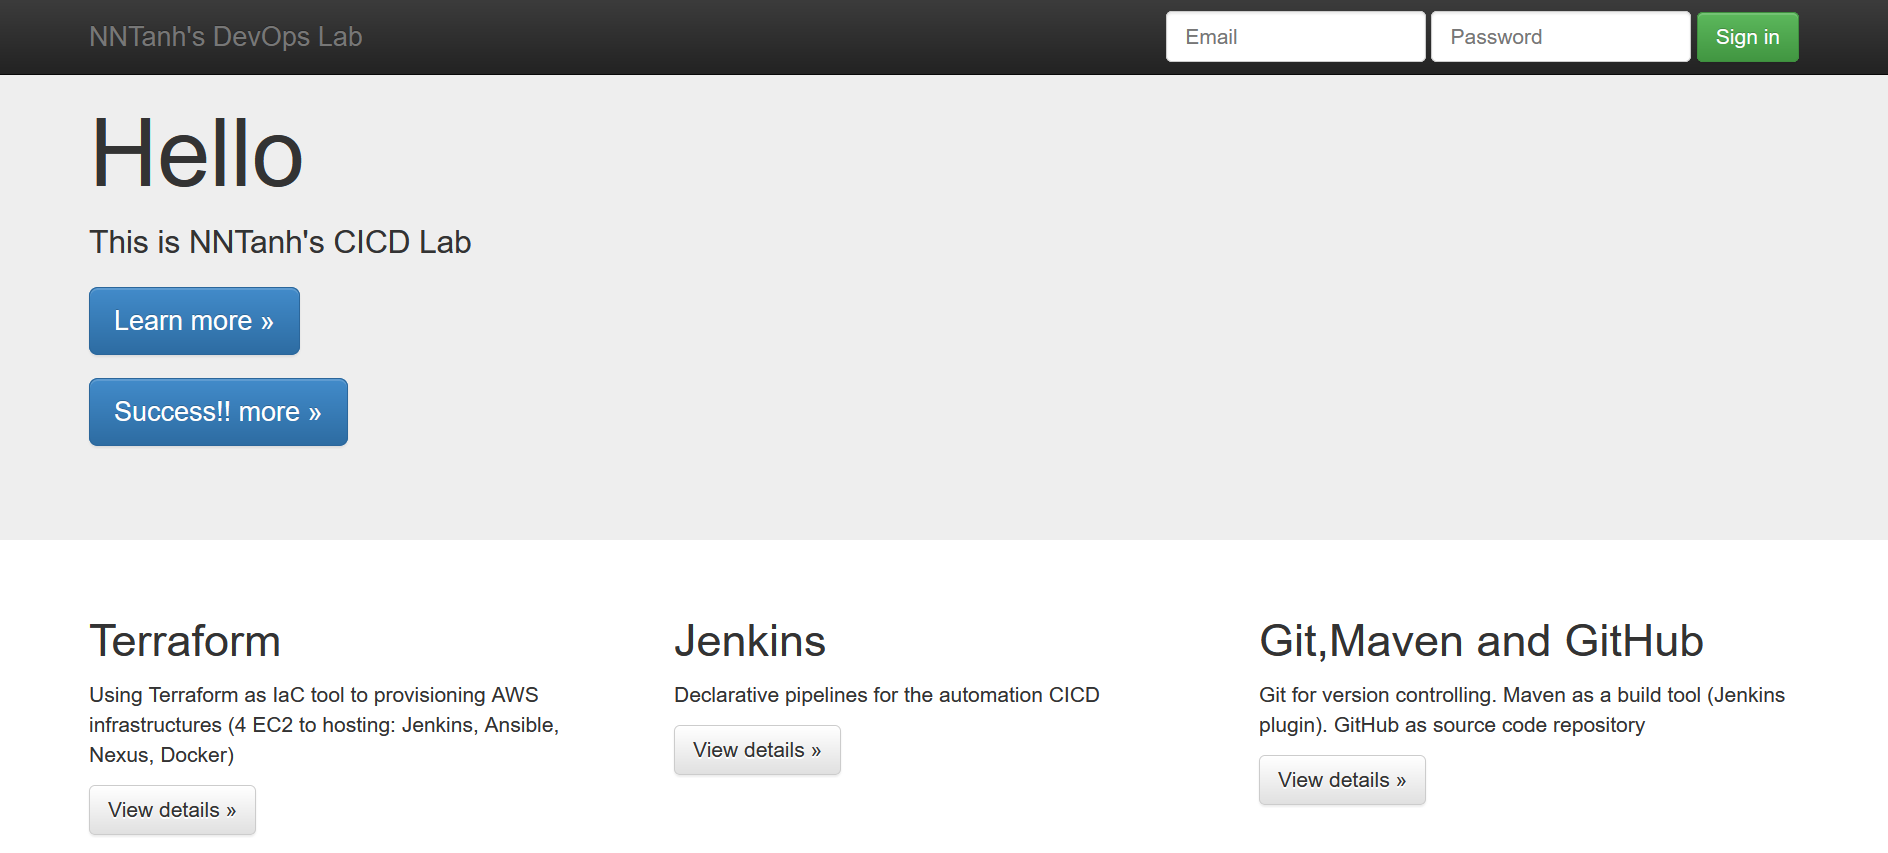 NNTanh's DevOps Lab
Email
Password
Sign in
Hello
This is NNTanh's CICD Lab
Learn more »
Success!! more »
Terraform
Using Terraform as IaC tool to provisioning AWS
infrastructures (4 EC2 to hosting: Jenkins, Ansible,
Nexus, Docker)
View details »
Jenkins
Declarative pipelines for the automation CICD
View details »
Git,Maven and GitHub
Git for version controlling. Maven as a build tool (Jenkins
plugin). GitHub as source code repository
View details »